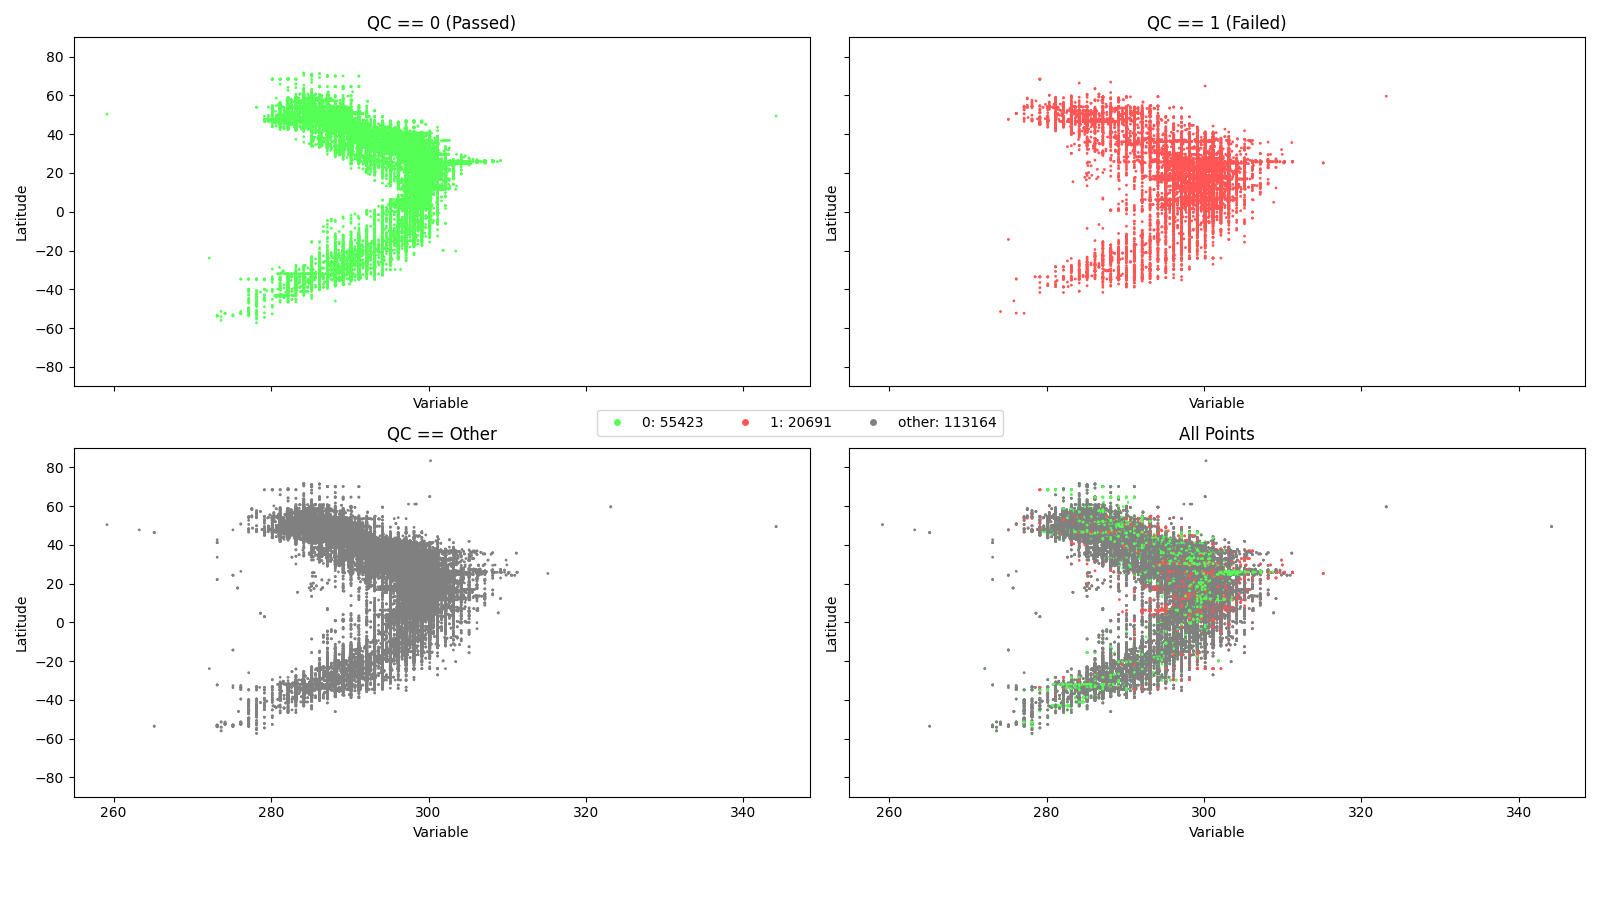 QC == 0 (Passed)
QC == 1 (Failed)
80
60
40
20
0
−20
−40
−60
−80
Latitude
Latitude
Variable
Variable
0: 55423
1: 20691
other: 113164
QC == Other
All Points
80
60
40
20
0
−20
−40
−60
−80
Latitude
Latitude
260
280
300
320
340
260
280
300
320
340
Variable
Variable